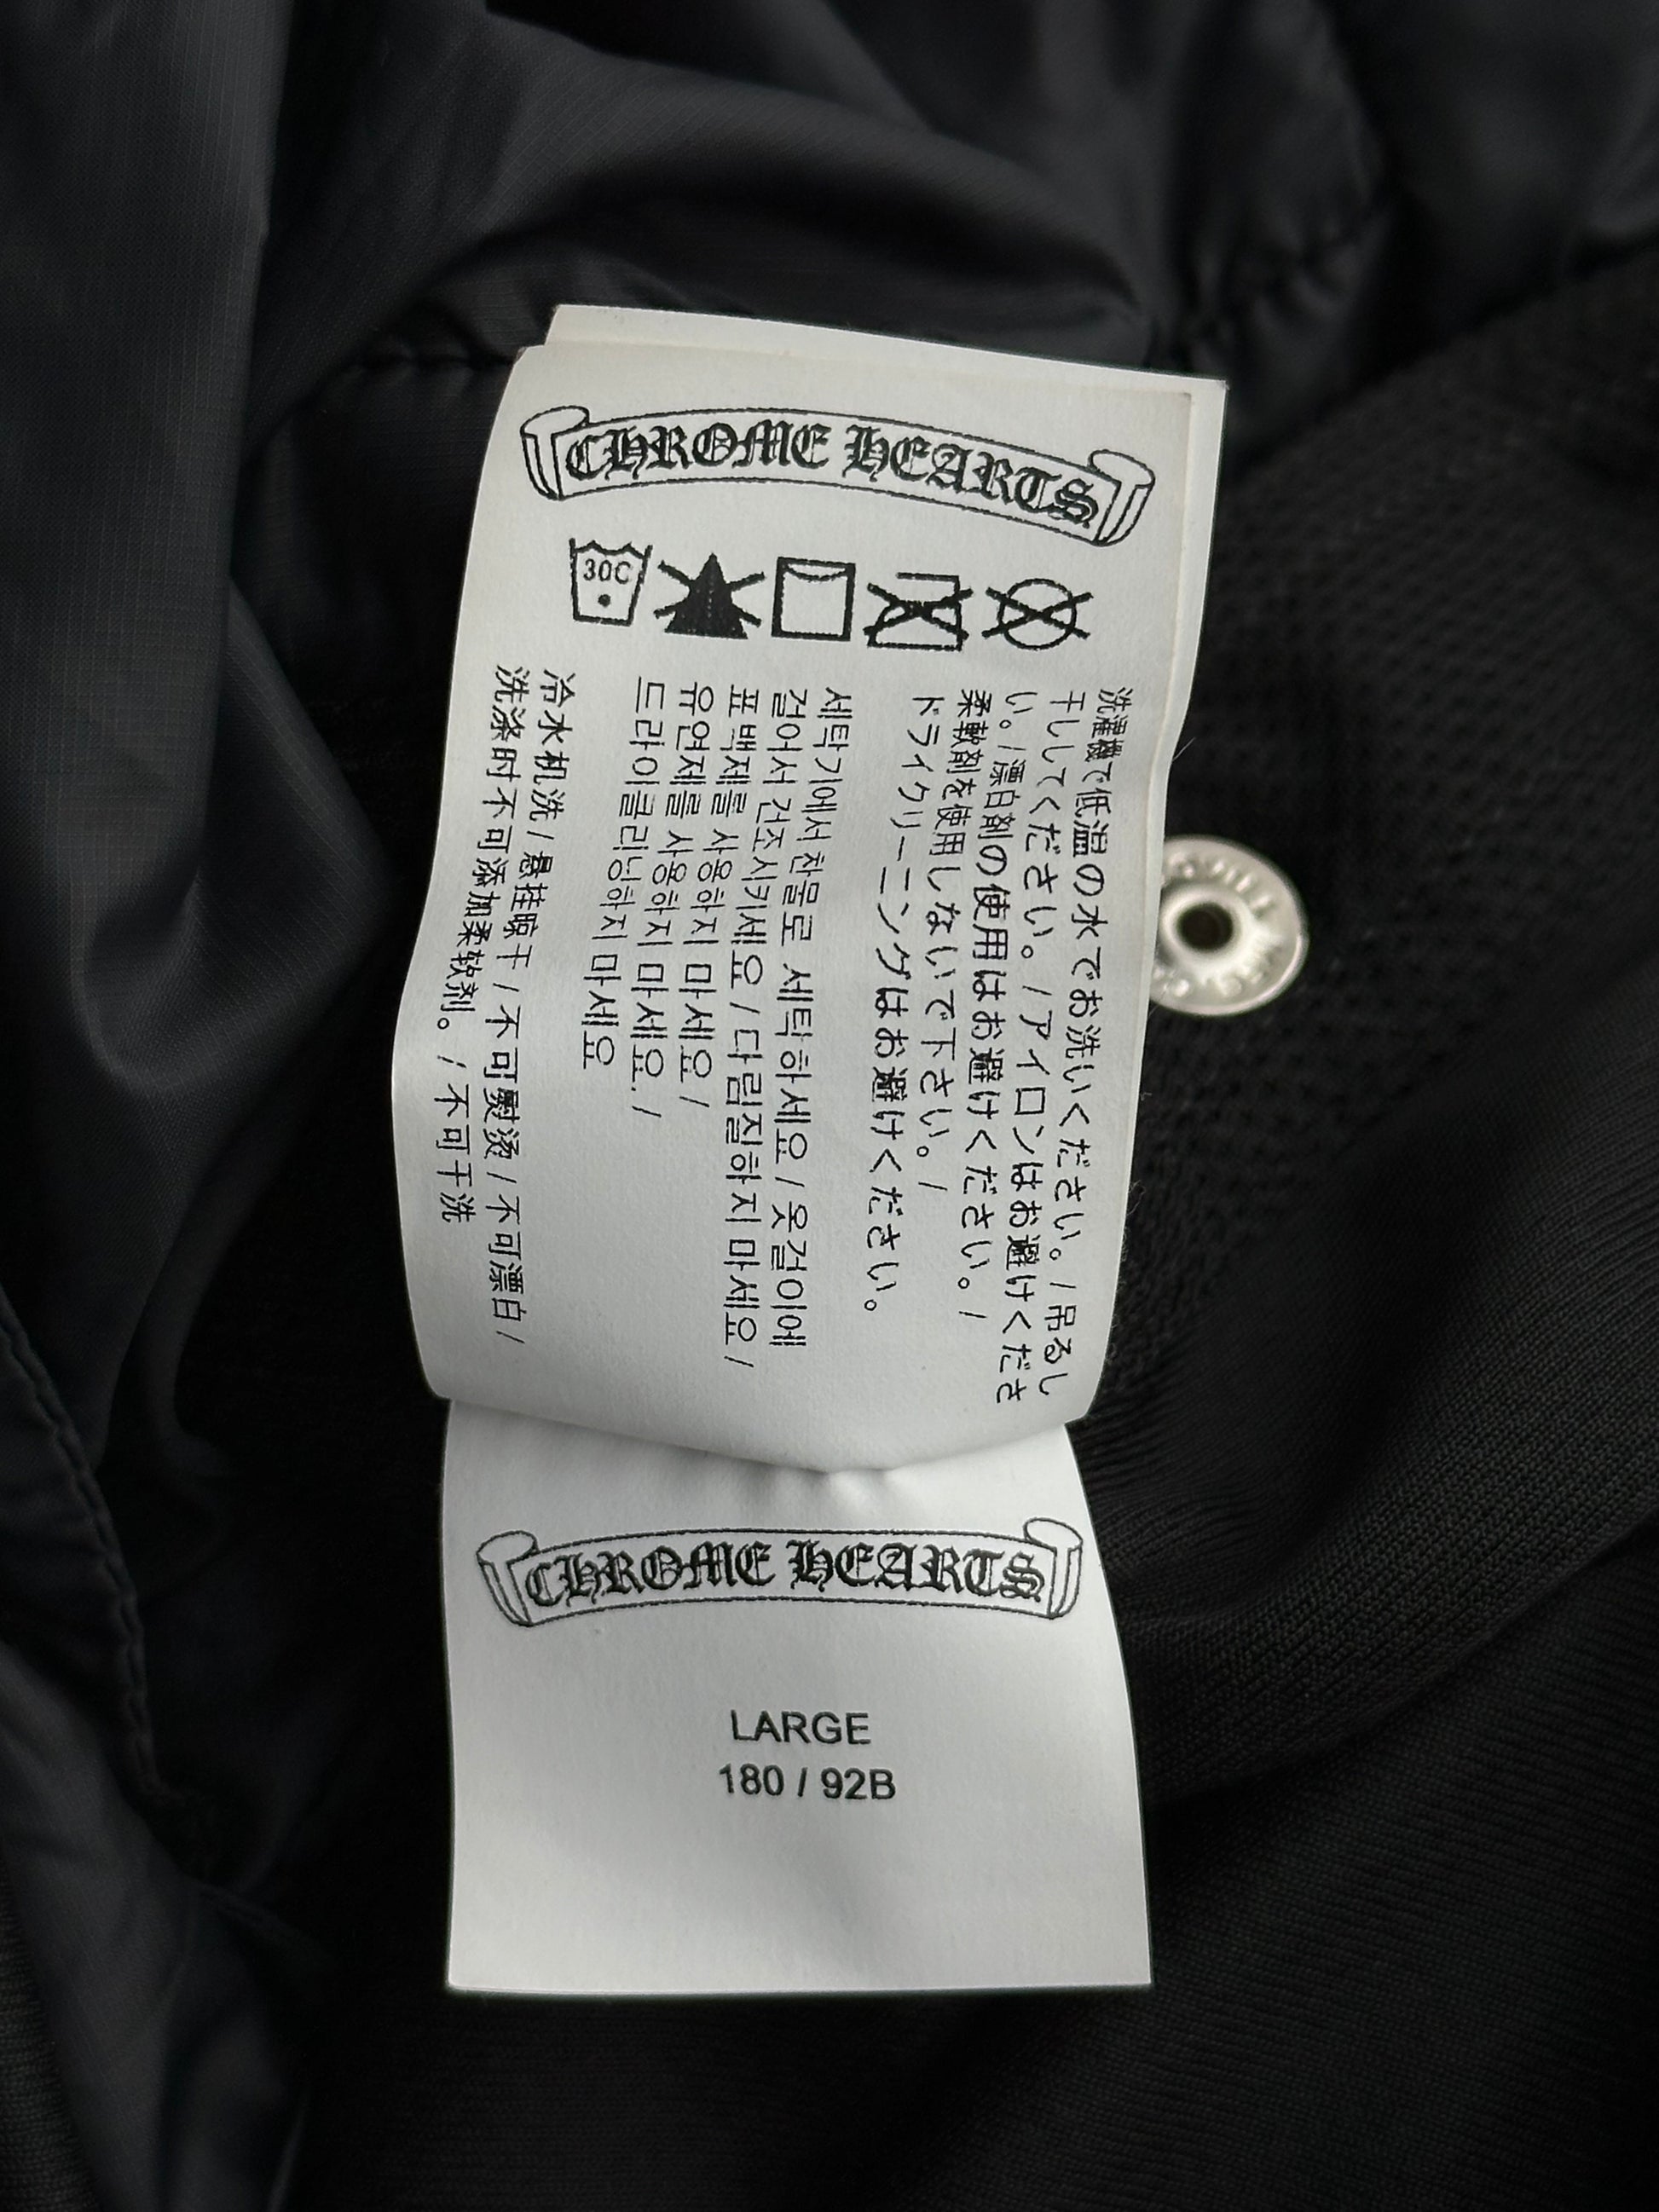 CHROME HEARTS
30C
洗濯機で低温の水でお洗いください。/ 吊るし
干ししてください。/ アイロンはお避けくださ
い。/ 漂白剤の使用はお避けください。/
柔軟剤を使用しないで下さい。/
ドライクリーニングはお避けください。
세탁기에서 찬물로 세탁하세요 / 옷걸이에
걸어서 건조시키세요 / 다림질하지 마세요 /
표백제를 사용하지 마세요 /
유연제를 사용하지 마세요. /
드라이클리닝하지 마세요
冷水机洗 / 悬挂晾干 / 不可熨烫 / 不可漂白 /
洗涤时不可添加柔软剂。/ 不可干洗
CHROME HEARTS
LARGE
180 / 92B